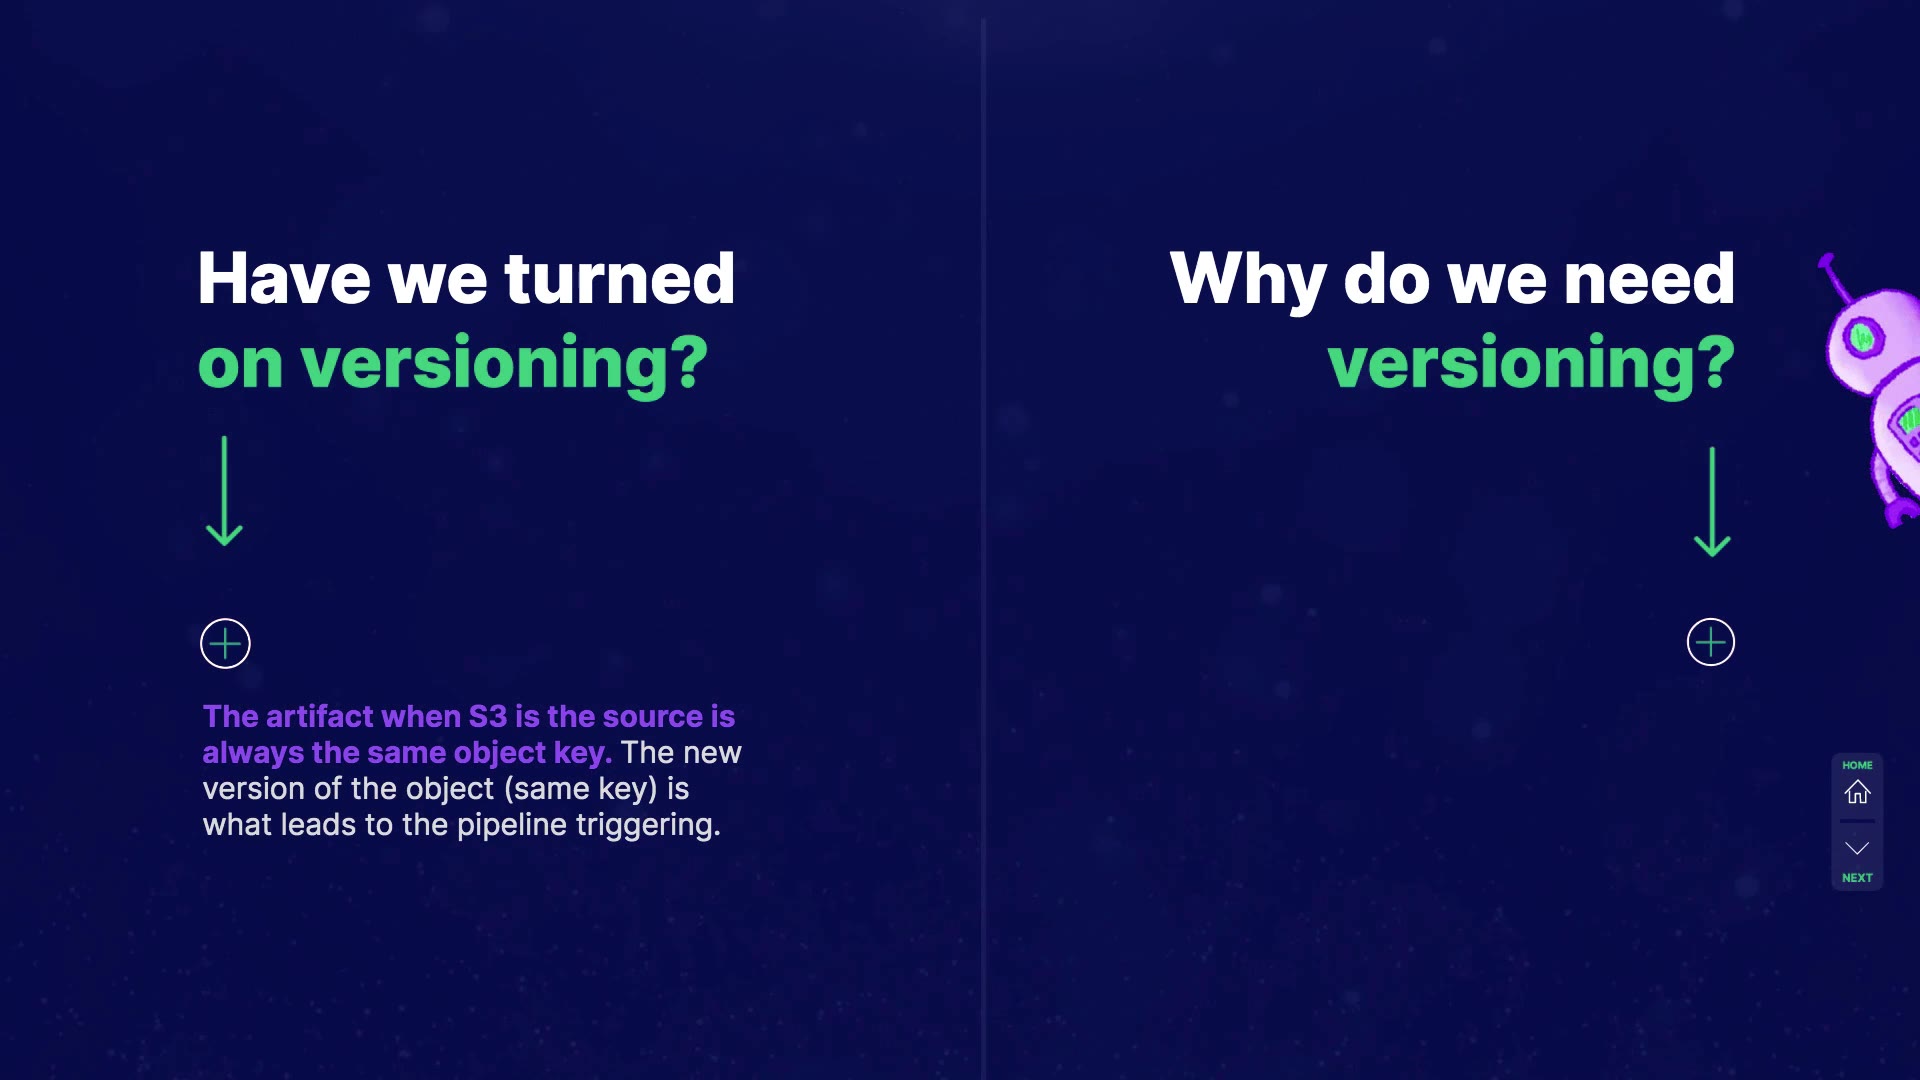 Have we turned
on versioning?
The artifact when S3 is the source is
always the same object key. The new
version of the object (same key) is
what leads to the pipeline triggering.
Why do we need
versioning?
HOME
NEXT